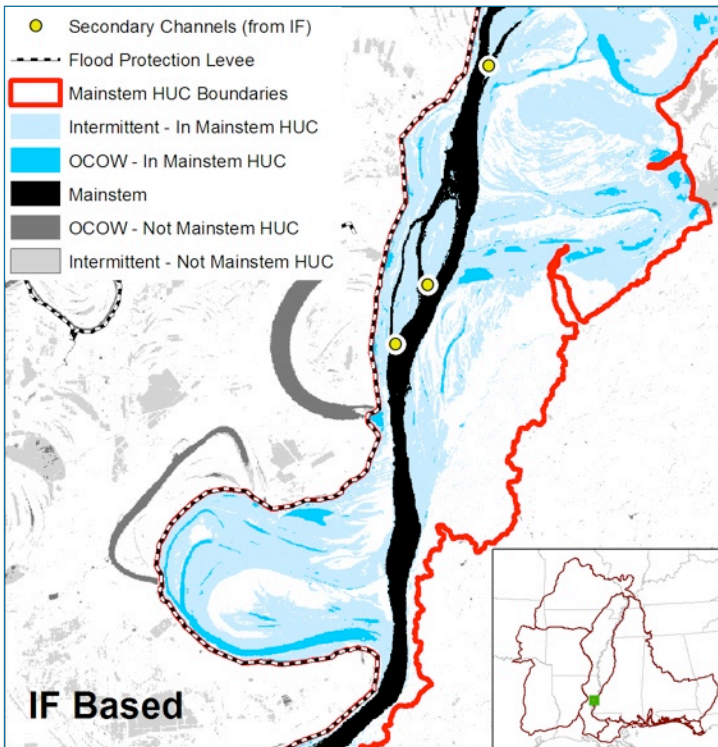 Secondary Channels (from IF)
Flood Protection Levee
Mainstem HUC Boundaries
Intermittent - In Mainstem HUC
OCOW - In Mainstem HUC
Mainstem
OCOW - Not Mainstem HUC
Intermittent - Not Mainstem HUC
IF Based